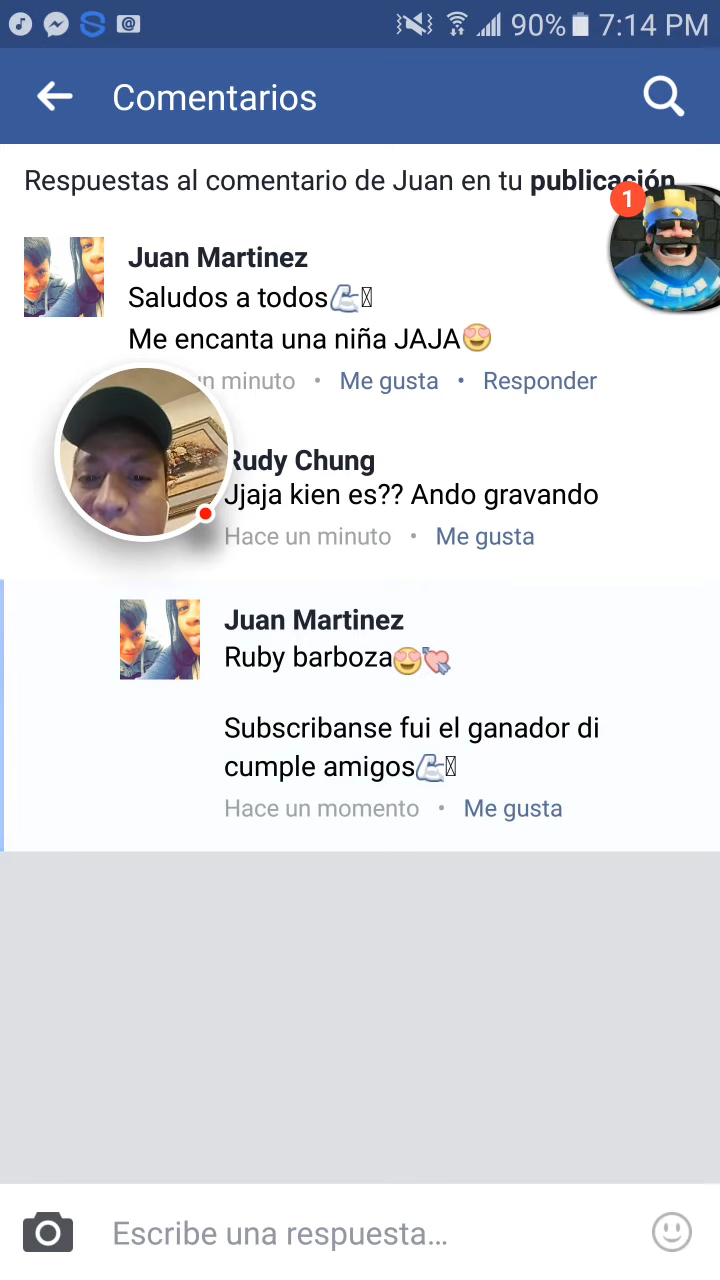 90% 7:14 PM
Comentarios
Respuestas al comentario de Juan en tu publicación
1
Juan Martinez
Saludos a todos
Me encanta una niña JAJA😍
un minuto • Me gusta • Responder
Rudy Chung
Jjaja kien es?? Ando gravando
Hace un minuto • Me gusta
Juan Martinez
Ruby barboza😍💘
Subscribanse fui el ganador di
cumple amigos💪
Hace un momento • Me gusta
Escribe una respuesta...